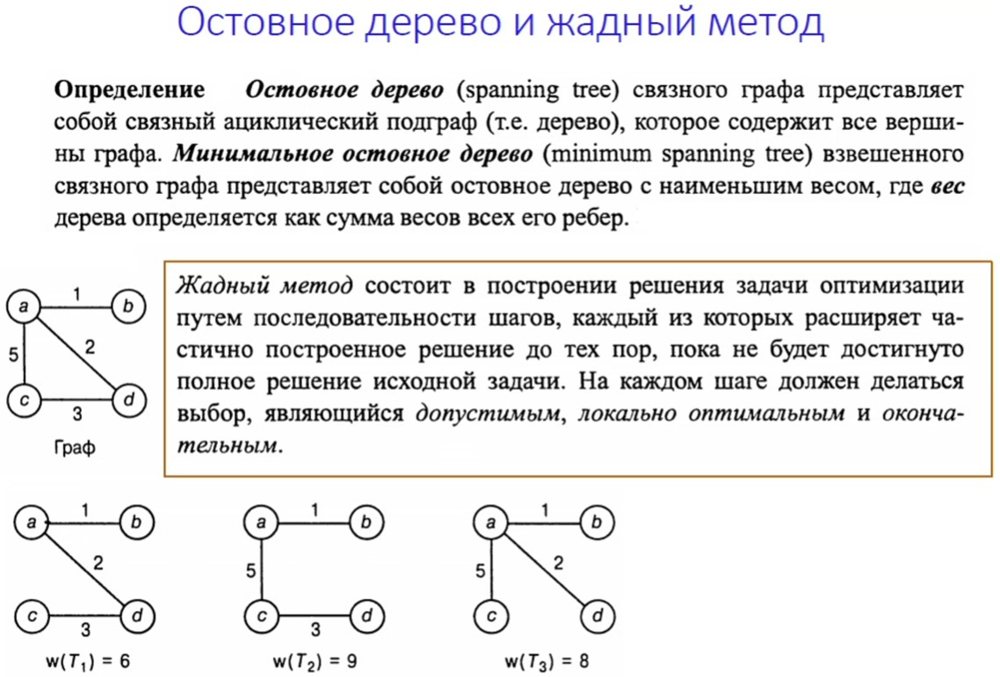 Остовное дерево и жадный метод
Определение Остовное дерево (spanning tree) связного графа представляет
собой связный ациклический подграф (т.е. дерево), которое содержит все верши-
ны графа. Минимальное остовное дерево (minimum spanning tree) взвешенного
связного графа представляет собой остовное дерево с наименьшим весом, где вес
дерева определяется как сумма весов всех его ребер.
a 1 b
5 2
c 3 d
Граф
Жадный метод состоит в построении решения задачи оптимизации
путем последовательности шагов, каждый из которых расширяет ча-
стично построенное решение до тех пор, пока не будет достигнуто
полное решение исходной задачи. На каждом шаге должен делаться
выбор, являющийся допустимым, локально оптимальным и оконча-
тельным.
a 1 b
2
c 3 d
w(T₁) = 6
a 1 b
5
c 3 d
w(T₂) = 9
a 1 b
5 2
c d
w(T₃) = 8